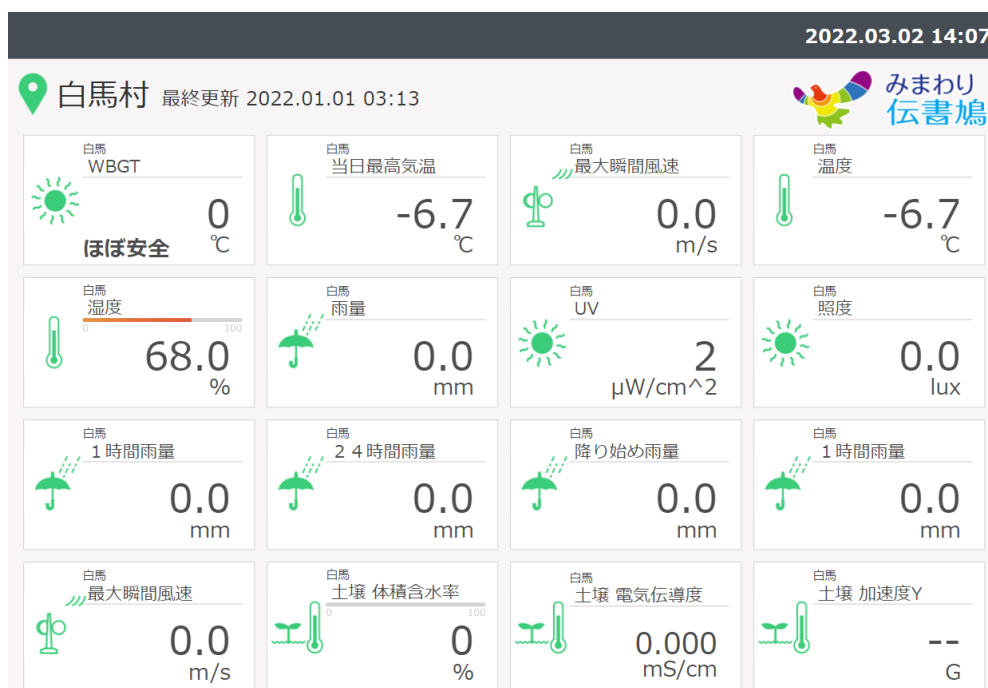 2022.03.02 14:07
白馬村 最終更新 2022.01.01 03:13
みまわり
伝書鳩
白馬
WBGT
0
ほぼ安全 ℃
白馬
当日最高気温
-6.7
℃
白馬
最大瞬間風速
0.0
m/s
白馬
温度
-6.7
℃
白馬
湿度
0 100
68.0
%
白馬
雨量
0.0
mm
白馬
UV
2
μW/cm^2
白馬
照度
0.0
lux
白馬
１時間雨量
0.0
mm
白馬
２４時間雨量
0.0
mm
白馬
降り始め雨量
0.0
mm
白馬
１時間雨量
0.0
mm
白馬
最大瞬間風速
0.0
m/s
白馬
土壌 体積含水率
0 100
0
%
白馬
土壌 電気伝導度
0.000
mS/cm
白馬
土壌 加速度Y
--
G